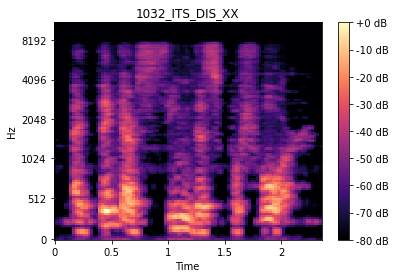 1032_ITS_DIS_XX
Hz
8192
4096
2048
1024
512
0
0
0.5
1
1.5
2
Time
+0 dB
-10 dB
-20 dB
-30 dB
-40 dB
-50 dB
-60 dB
-70 dB
-80 dB